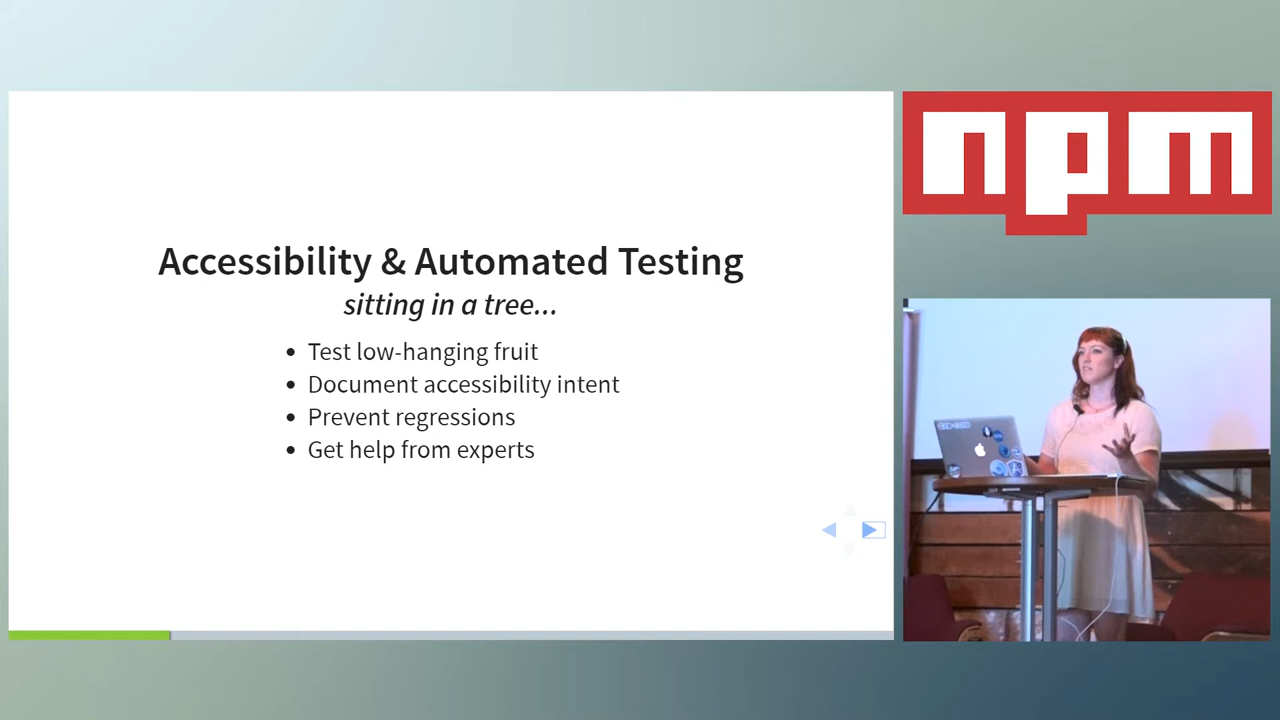 Accessibility & Automated Testing
sitting in a tree...
Test low-hanging fruit
Document accessibility intent
Prevent regressions
Get help from experts
npm